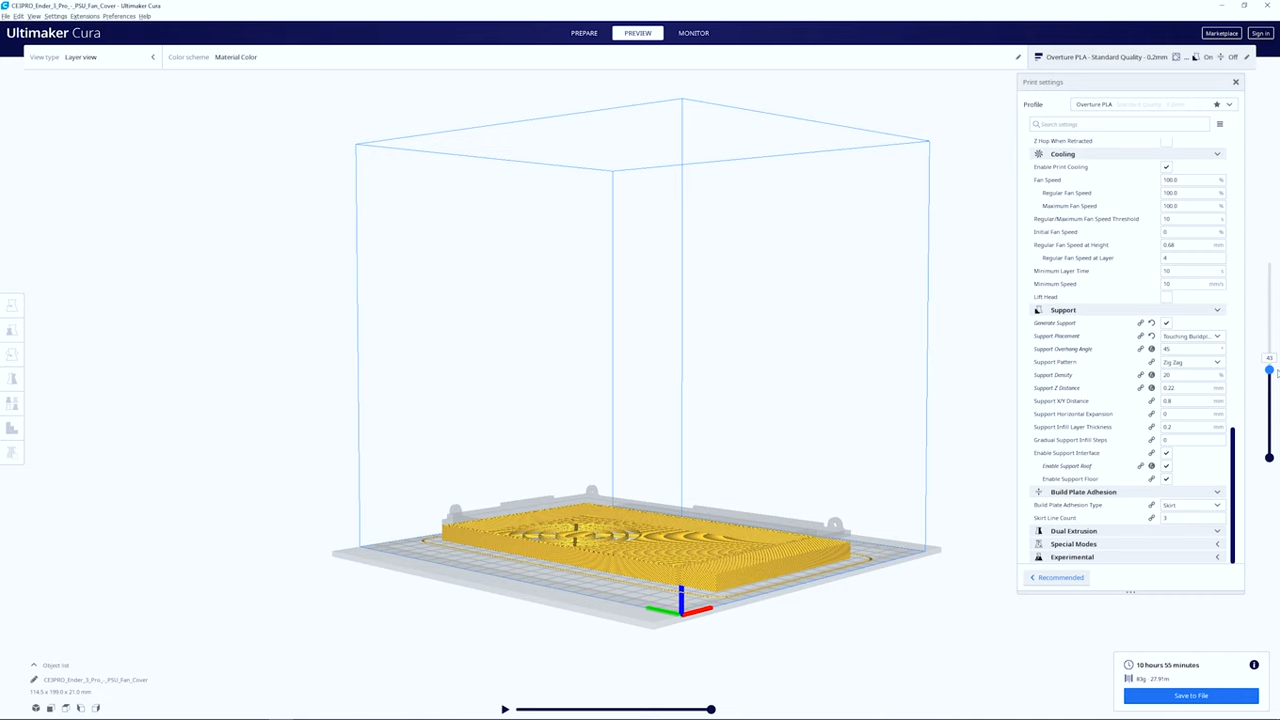 CE3PRO_Ender_3_Pro_-_PSU_Fan_Cover - Ultimaker Cura
File Edit View Settings Extensions Preferences Help
Ultimaker Cura
PREPARE PREVIEW MONITOR
Marketplace Sign in
View type Layer view
Color scheme Material Color
Overture PLA - Standard Quality - 0.2mm ... On Off
Print settings
Profile Overture PLA Standard Quality - 0.2mm
Search settings
Z Hop When Retracted
Cooling
Enable Print Cooling
Fan Speed 100.0 %
Regular Fan Speed 100.0 %
Maximum Fan Speed 100.0 %
Regular/Maximum Fan Speed Threshold 10 s
Initial Fan Speed 0 %
Regular Fan Speed at Height 0.68 mm
Regular Fan Speed at Layer 4
Minimum Layer Time 10 s
Minimum Speed 10 mm/s
Lift Head
Support
Generate Support
Support Placement Touching Buildpl...
Support Overhang Angle 45 °
Support Pattern Zig Zag
Support Density 20 %
Support Z Distance 0.22 mm
Support X/Y Distance 0.8 mm
Support Horizontal Expansion 0 mm
Support Infill Layer Thickness 0.2 mm
Gradual Support Infill Steps 0
Enable Support Interface
Enable Support Roof
Enable Support Floor
Build Plate Adhesion
Build Plate Adhesion Type Skirt
Skirt Line Count 3
Dual Extrusion
Special Modes
Experimental
Recommended
43
Object list
CE3PRO_Ender_3_Pro_-_PSU_Fan_Cover
114.5 x 199.0 x 21.0 mm
10 hours 55 minutes
83g · 27.91m
Save to File